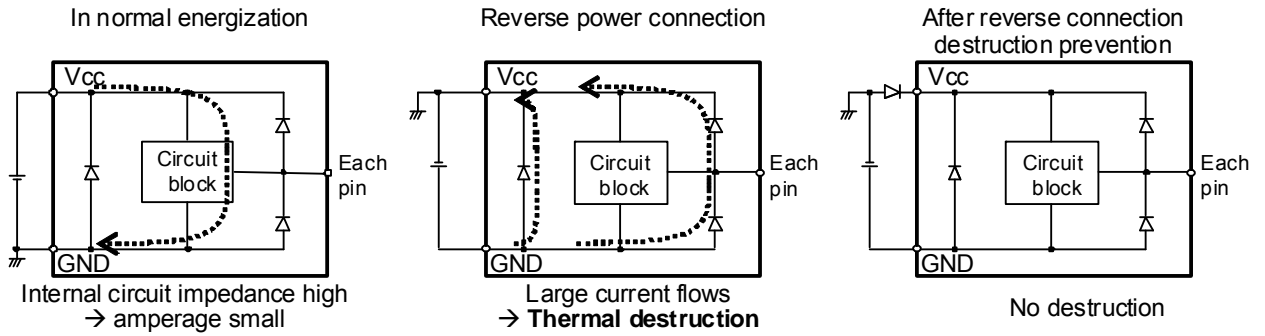 In normal energization
Vcc
Circuit
block
Each
pin
GND
Internal circuit impedance high
→ amperage small
Reverse power connection
Vcc
Circuit
block
Each
pin
GND
Large current flows
→ Thermal destruction
After reverse connection
destruction prevention
Vcc
Circuit
block
Each
pin
GND
No destruction